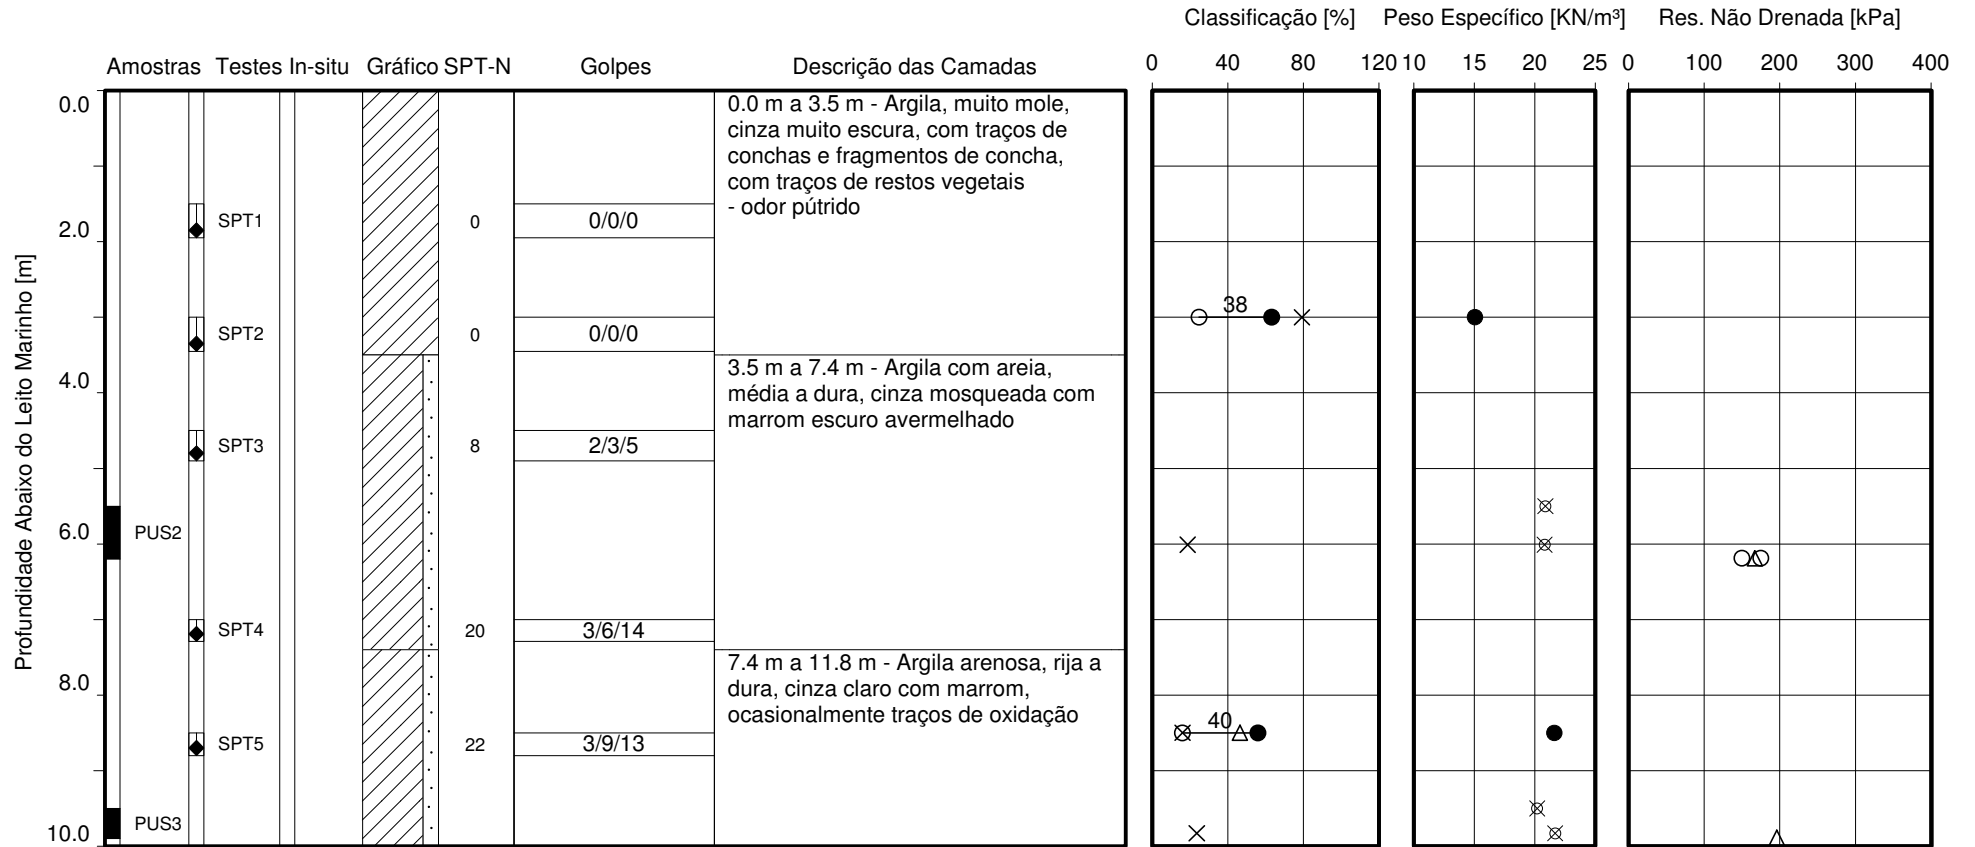 Classificação [%] Peso Específico [KN/m³] Res. Não Drenada [kPa]
Amostras Testes In-situ Gráfico SPT-N Golpes Descrição das Camadas
0 40 80 120 10 15 20 25 0 100 200 300 400
Profundidade Abaixo do Leito Marinho [m]
0.0
0.0 m a 3.5 m - Argila, muito mole,
cinza muito escura, com traços de
conchas e fragmentos de concha,
com traços de restos vegetais
- odor pútrido
SPT1 0 0/0/0
2.0
38
SPT2 0 0/0/0
3.5 m a 7.4 m - Argila com areia,
média a dura, cinza mosqueada com
marrom escuro avermelhado
4.0
SPT3 8 2/3/5
6.0 PUS2
SPT4 20 3/6/14
7.4 m a 11.8 m - Argila arenosa, rija a
dura, cinza claro com marrom,
ocasionalmente traços de oxidação
8.0
40
SPT5 22 3/9/13
PUS3
10.0